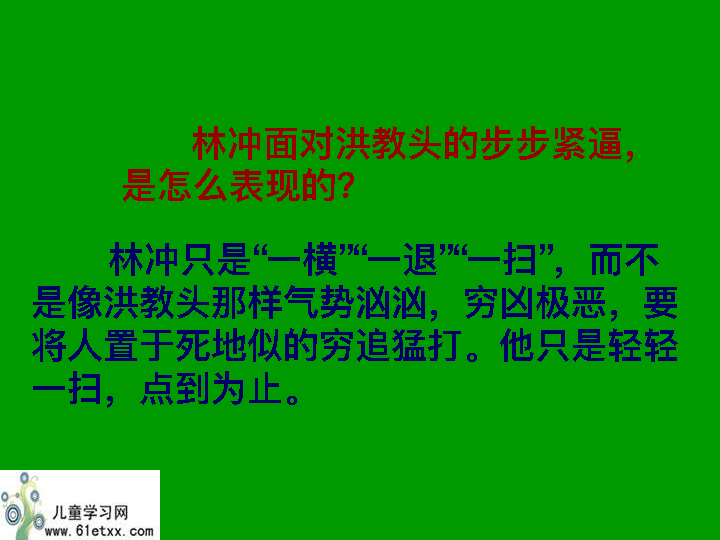 林冲面对洪教头的步步紧逼，
是怎么表现的？
林冲只是“一横”“一退”“一扫”，而不
是像洪教头那样气势汹汹，穷凶极恶，要
将人置于死地似的穷追猛打。他只是轻轻
一扫，点到为止。
儿童学习网
www.61etxx.com